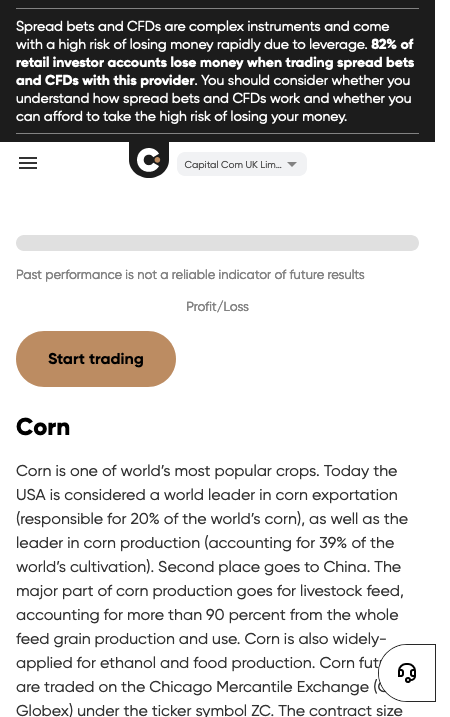 Spread bets and CFDs are complex instruments and come
with a high risk of losing money rapidly due to leverage. 82% of
retail investor accounts lose money when trading spread bets
and CFDs with this provider. You should consider whether you
understand how spread bets and CFDs work and whether you
can afford to take the high risk of losing your money.
Capital Com UK Lim...
Past performance is not a reliable indicator of future results
Profit/Loss
Start trading
Corn
Corn is one of world's most popular crops. Today the
USA is considered a world leader in corn exportation
(responsible for 20% of the world's corn), as well as the
leader in corn production (accounting for 39% of the
world's cultivation). Second place goes to China. The
major part of corn production goes for livestock feed,
accounting for more than 90 percent from the whole
feed grain production and use. Corn is also widely-
applied for ethanol and food production. Corn
are traded on the Chicago Mercantile Exchange
Globex) under the ticker symbol ZC. The contract size